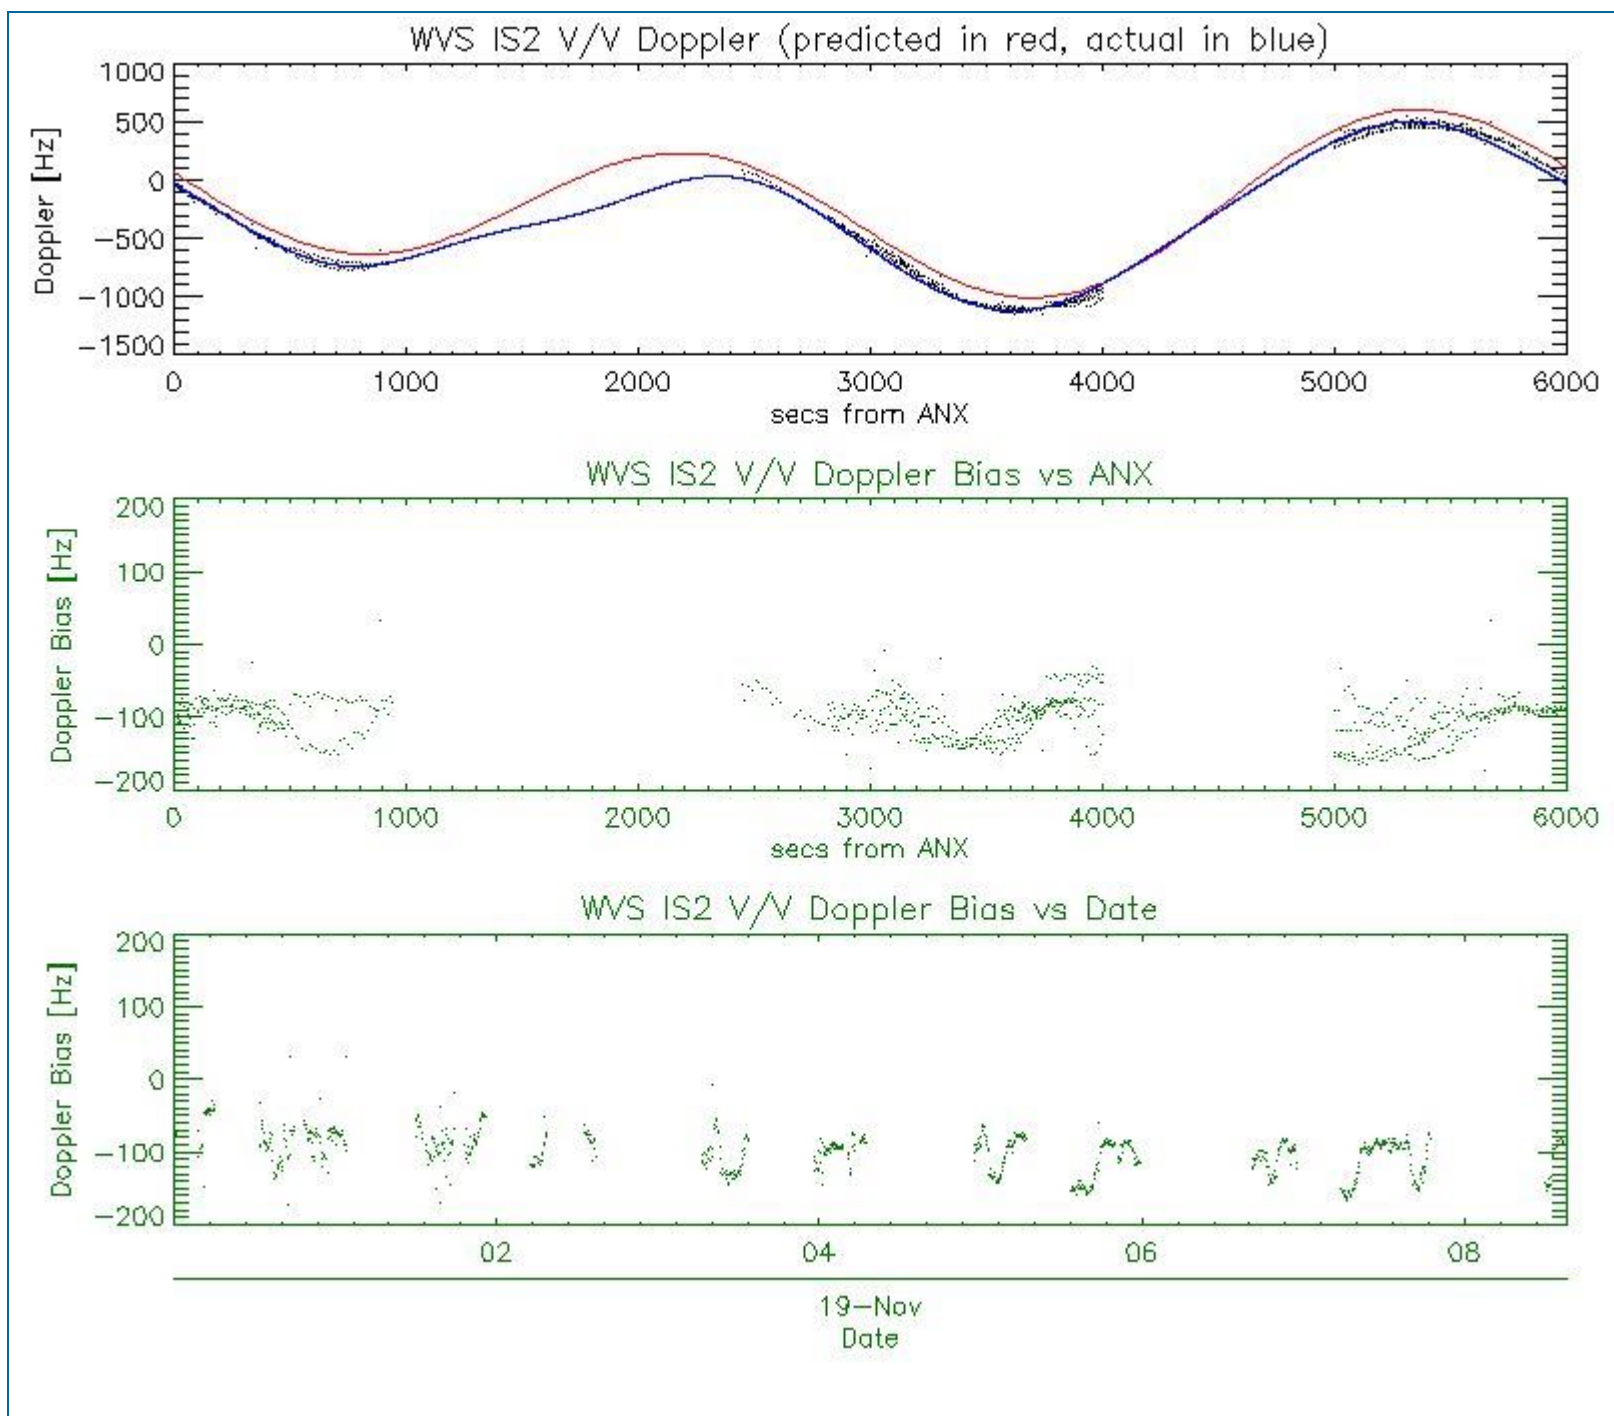 WVS IS2 V/V Doppler (predicted in red, actual in blue)
1000
500
0
-500
-1000
-1500
Doppler [Hz]
0 1000 2000 3000 4000 5000 6000
secs from ANX
WVS IS2 V/V Doppler Bias vs ANX
200
100
0
-100
-200
Doppler Bias [Hz]
0 1000 2000 3000 4000 5000 6000
secs from ANX
WVS IS2 V/V Doppler Bias vs Date
200
100
0
-100
-200
Doppler Bias [Hz]
02 04 06 08
19-Nov
Date